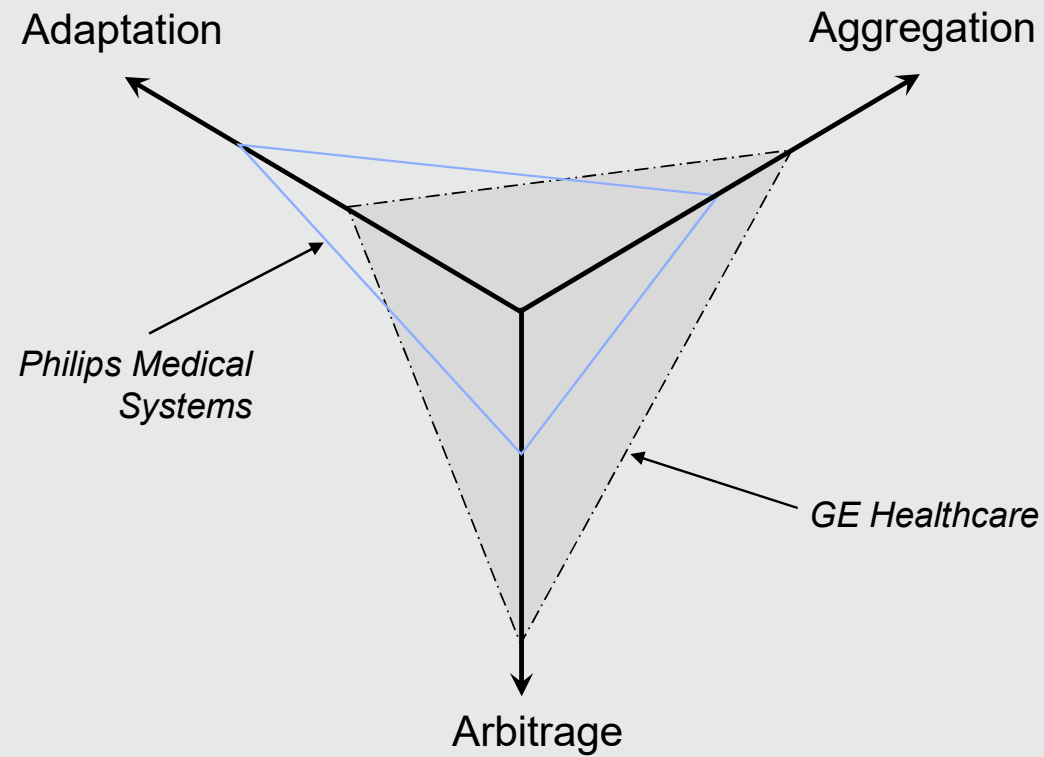 Adaptation
Aggregation
Philips Medical
Systems
GE Healthcare
Arbitrage